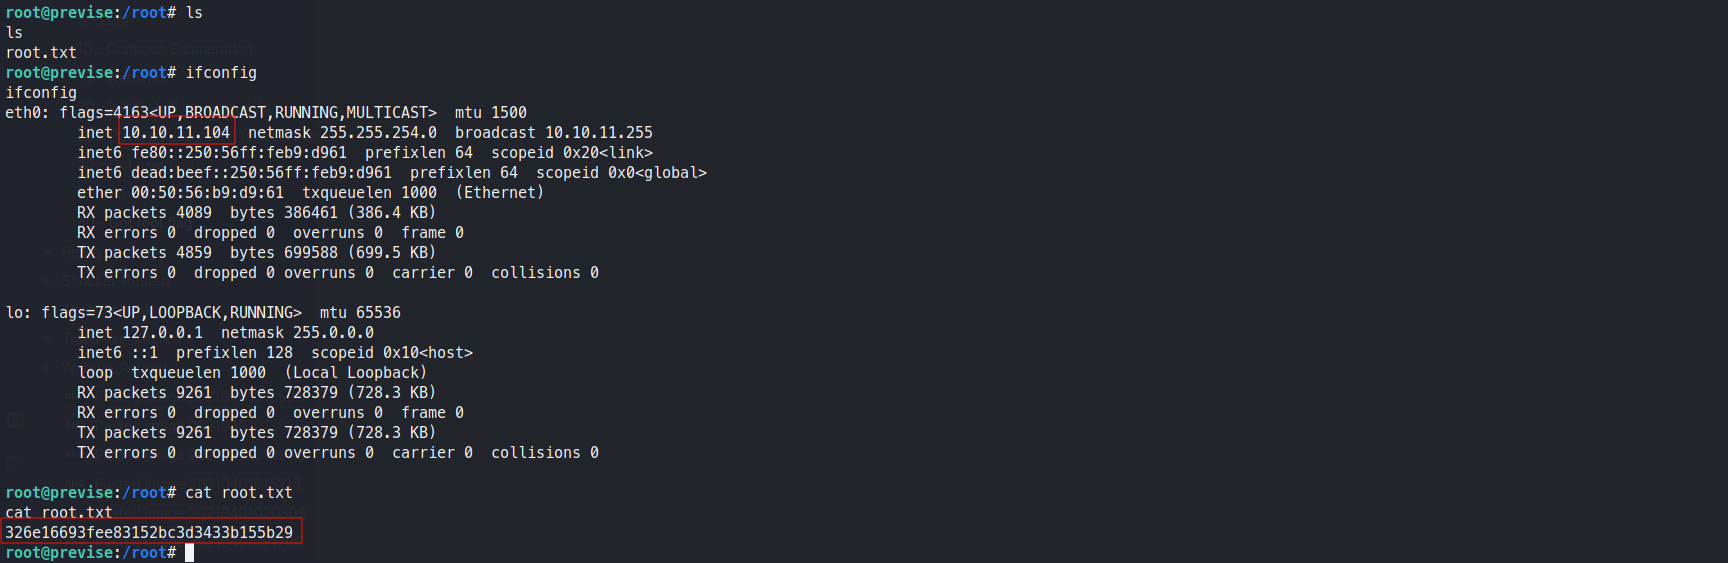 root@previse:/root# ls
ls
root.txt
root@previse:/root# ifconfig
ifconfig
eth0: flags=4163<UP,BROADCAST,RUNNING,MULTICAST>  mtu 1500
        inet 10.10.11.104  netmask 255.255.254.0  broadcast 10.10.11.255
        inet6 fe80::250:56ff:feb9:d961  prefixlen 64  scopeid 0x20<link>
        inet6 dead:beef::250:56ff:feb9:d961  prefixlen 64  scopeid 0x0<global>
        ether 00:50:56:b9:d9:61  txqueuelen 1000  (Ethernet)
        RX packets 4089  bytes 386461 (386.4 KB)
        RX errors 0  dropped 0  overruns 0  frame 0
        TX packets 4859  bytes 699588 (699.5 KB)
        TX errors 0  dropped 0 overruns 0  carrier 0  collisions 0

lo: flags=73<UP,LOOPBACK,RUNNING>  mtu 65536
        inet 127.0.0.1  netmask 255.0.0.0
        inet6 ::1  prefixlen 128  scopeid 0x10<host>
        loop  txqueuelen 1000  (Local Loopback)
        RX packets 9261  bytes 728379 (728.3 KB)
        RX errors 0  dropped 0  overruns 0  frame 0
        TX packets 9261  bytes 728379 (728.3 KB)
        TX errors 0  dropped 0 overruns 0  carrier 0  collisions 0

root@previse:/root# cat root.txt
cat root.txt
326e16693fee83152bc3d3433b155b29
root@previse:/root#